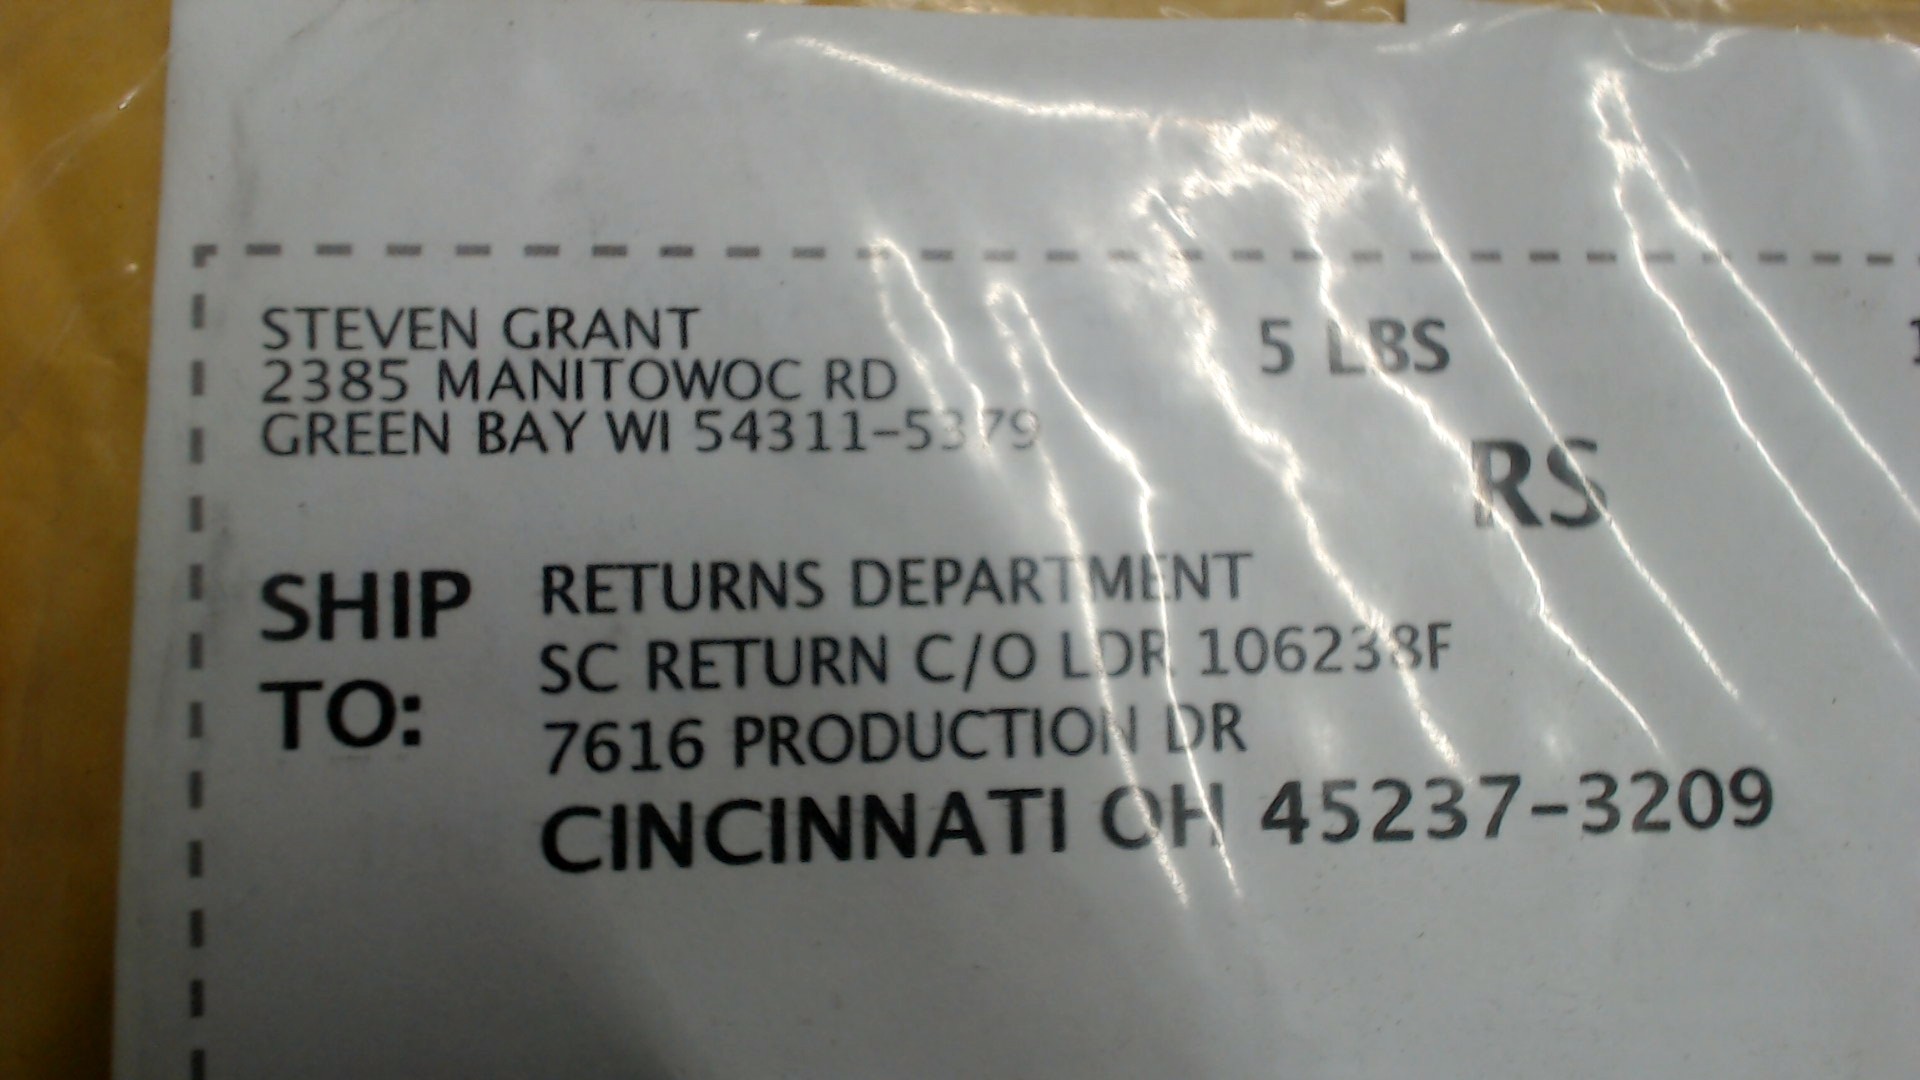 STEVEN GRANT
2385 MANITOWOC RD
GREEN BAY WI 54311-5379
5 LBS
RS
SHIP TO:
RETURNS DEPARTMENT
SC RETURN C/O LDR 106238F
7616 PRODUCTION DR
CINCINNATI OH 45237-3209